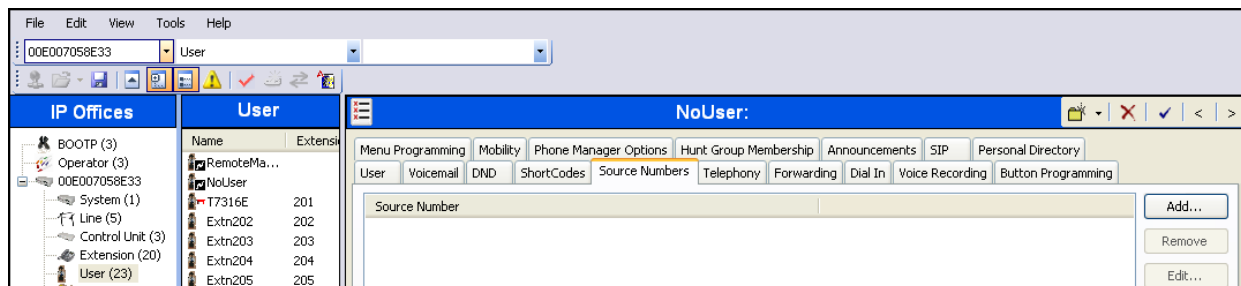 File Edit View Tools Help
00E007058E33 User
IP Offices User NoUser:
BOOTP (3)
Operator (3)
00E007058E33
System (1)
Line (5)
Control Unit (3)
Extension (20)
User (23)
Name Extensi
RemoteMa...
NoUser
T7316E 201
Extn202 202
Extn203 203
Extn204 204
Extn205 205
Menu Programming Mobility Phone Manager Options Hunt Group Membership Announcements SIP Personal Directory
User Voicemail DND ShortCodes Source Numbers Telephony Forwarding Dial In Voice Recording Button Programming
Source Number
Add...
Remove
Edit...